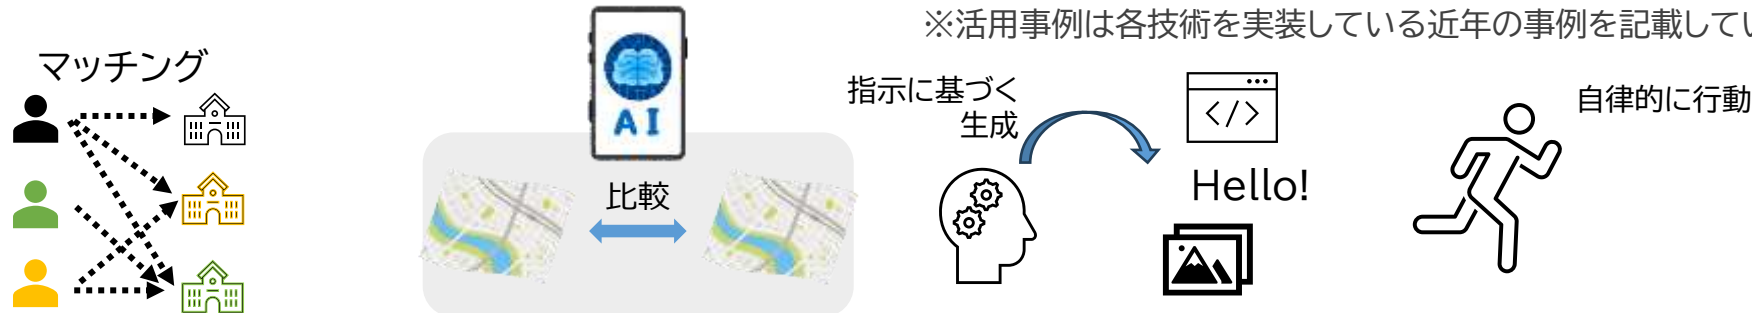 ※活用事例は各技術を実装している近年の事例を記載してい
マッチング
AI
比較
指示に基づく
生成
</>
Hello!
自律的に行動